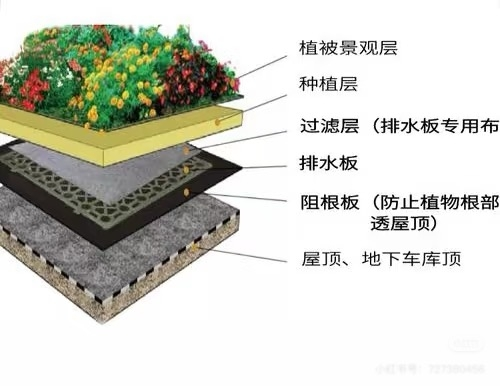 植被景观层
种植层
过滤层（排水板专用布
排水板
阻根板（防止植物根部
透屋顶）
屋顶、地下车库顶